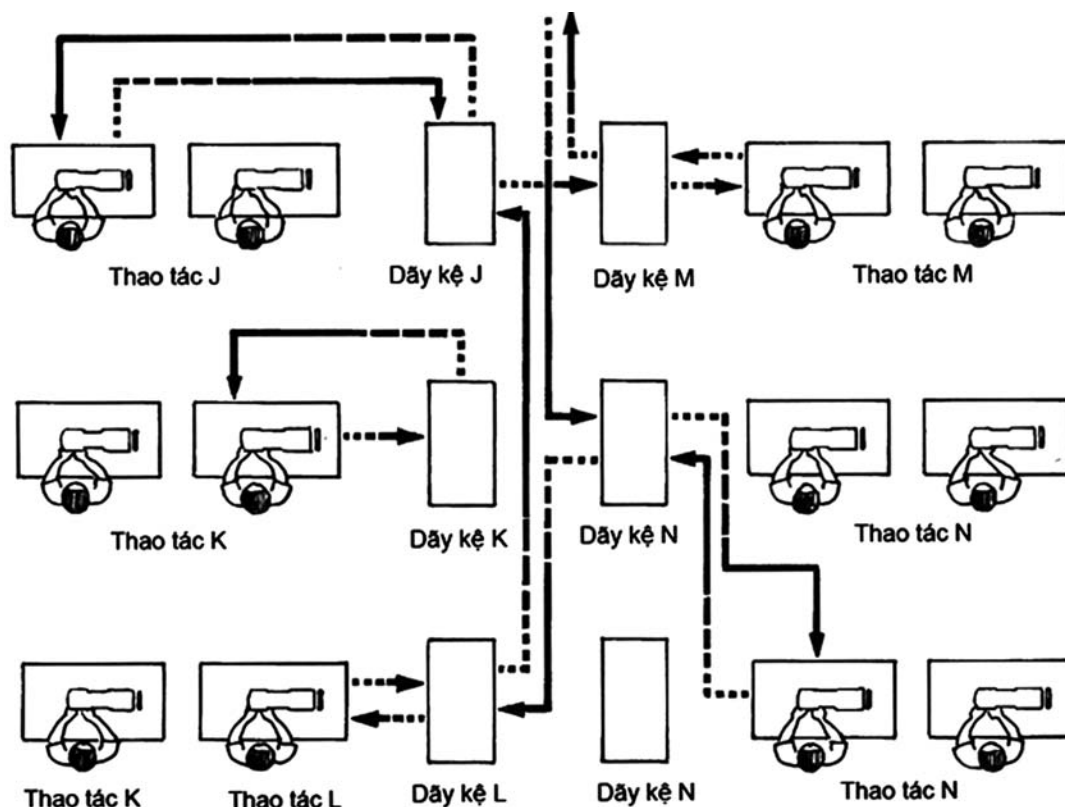 Thao tác J
Dãy kệ J
Dãy kệ M
Thao tác M
Thao tác K
Dãy kệ K
Dãy kệ N
Thao tác N
Thao tác K
Thao tác L
Dãy kệ L
Dãy kệ N
Thao tác N